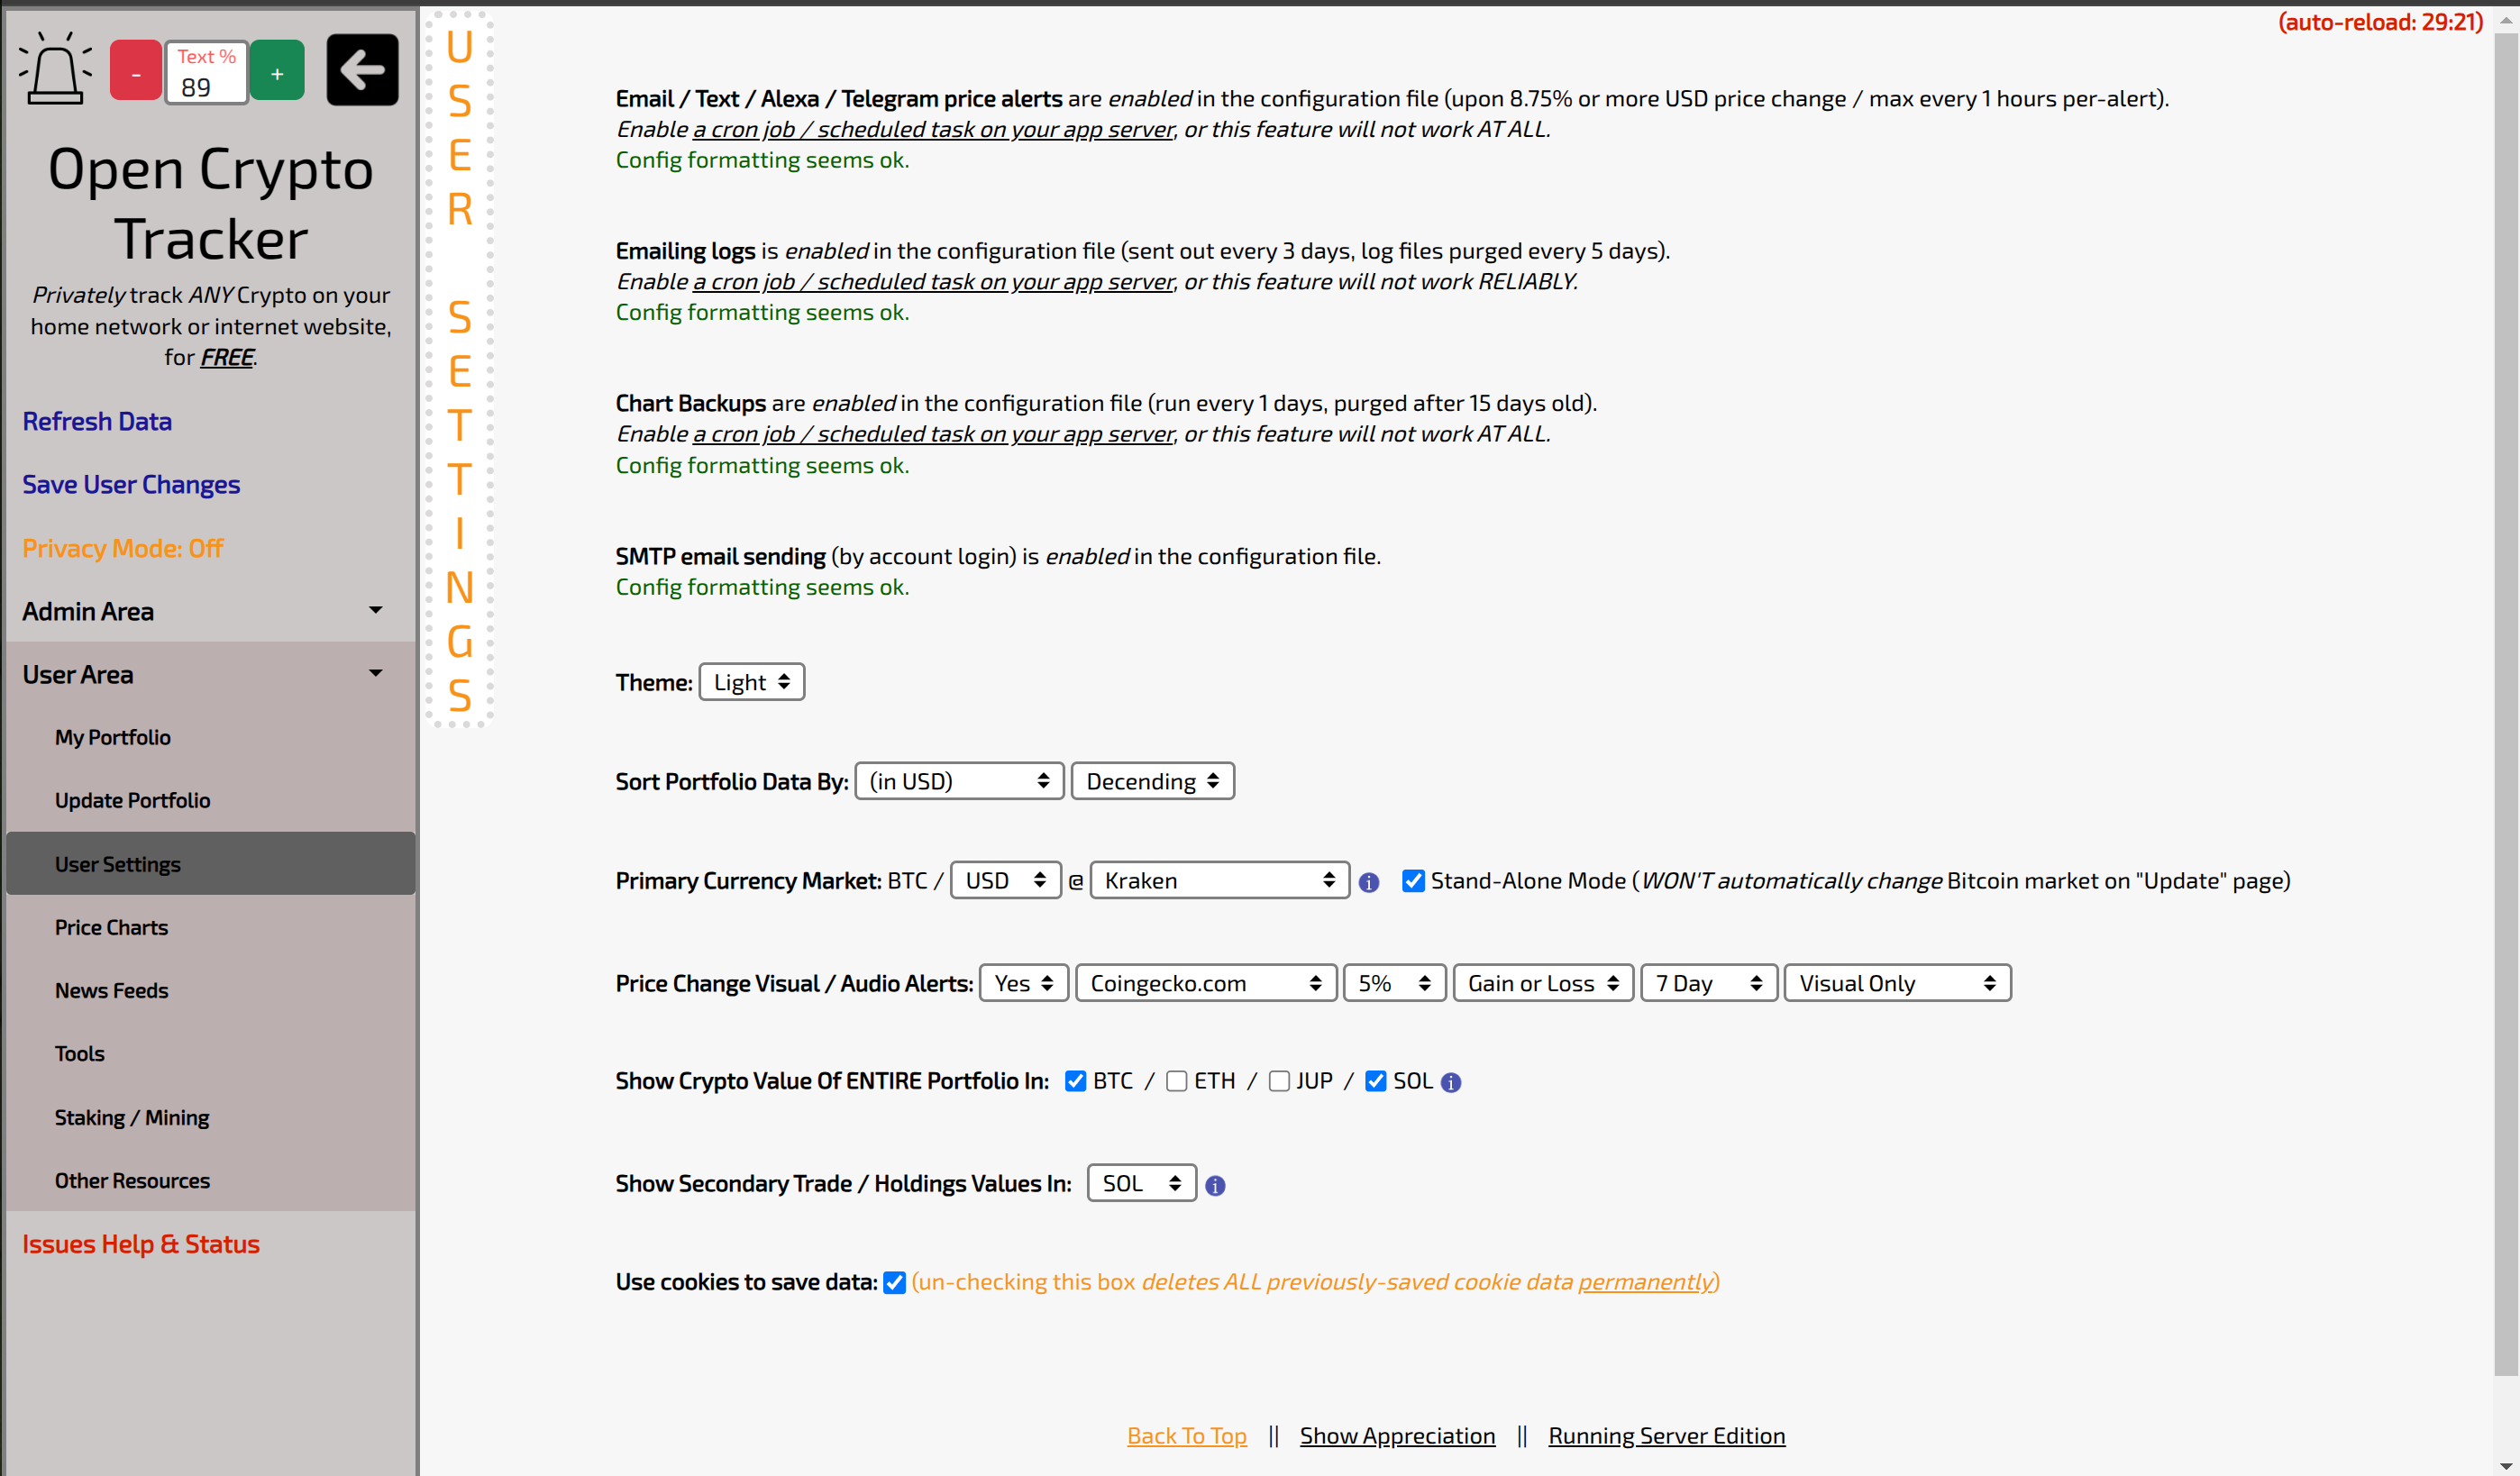 (auto-reload: 29:21)
-
Text %
89
+
Open Crypto
Tracker
Privately track ANY Crypto on your
home network or internet website,
for FREE.
Refresh Data
Save User Changes
Privacy Mode: Off
Admin Area
User Area
My Portfolio
Update Portfolio
User Settings
Price Charts
News Feeds
Tools
Staking / Mining
Other Resources
Issues Help & Status
USER SETTINGS
Email / Text / Alexa / Telegram price alerts are enabled in the configuration file (upon 8.75% or more USD price change / max every 1 hours per-alert).
Enable a cron job / scheduled task on your app server, or this feature will not work AT ALL.
Config formatting seems ok.
Emailing logs is enabled in the configuration file (sent out every 3 days, log files purged every 5 days).
Enable a cron job / scheduled task on your app server, or this feature will not work RELIABLY.
Config formatting seems ok.
Chart Backups are enabled in the configuration file (run every 1 days, purged after 15 days old).
Enable a cron job / scheduled task on your app server, or this feature will not work AT ALL.
Config formatting seems ok.
SMTP email sending (by account login) is enabled in the configuration file.
Config formatting seems ok.
Theme: Light
Sort Portfolio Data By: (in USD) Decending
Primary Currency Market: BTC / USD @ Kraken i Stand-Alone Mode (WON'T automatically change Bitcoin market on "Update" page)
Price Change Visual / Audio Alerts: Yes Coingecko.com 5% Gain or Loss 7 Day Visual Only
Show Crypto Value Of ENTIRE Portfolio In: BTC / ETH / JUP / SOL i
Show Secondary Trade / Holdings Values In: SOL i
Use cookies to save data: (un-checking this box deletes ALL previously-saved cookie data permanently)
Back To Top || Show Appreciation || Running Server Edition